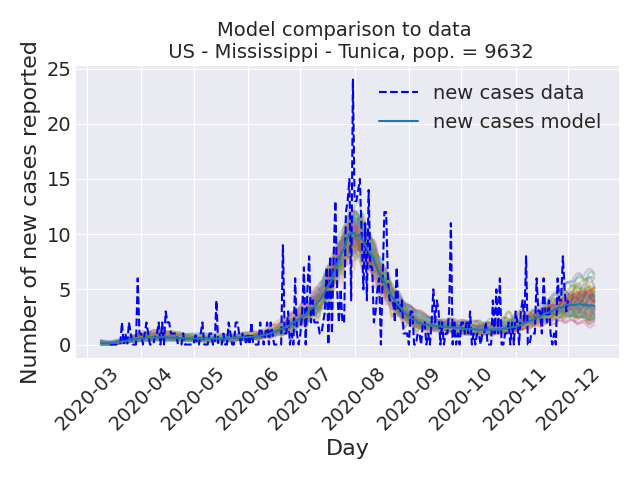 Model comparison to data
US - Mississippi - Tunica, pop. = 9632
Number of new cases reported
25
20
15
10
5
0
new cases data
new cases model
2020-03
2020-04
2020-05
2020-06
2020-07
2020-08
2020-09
2020-10
2020-11
2020-12
Day